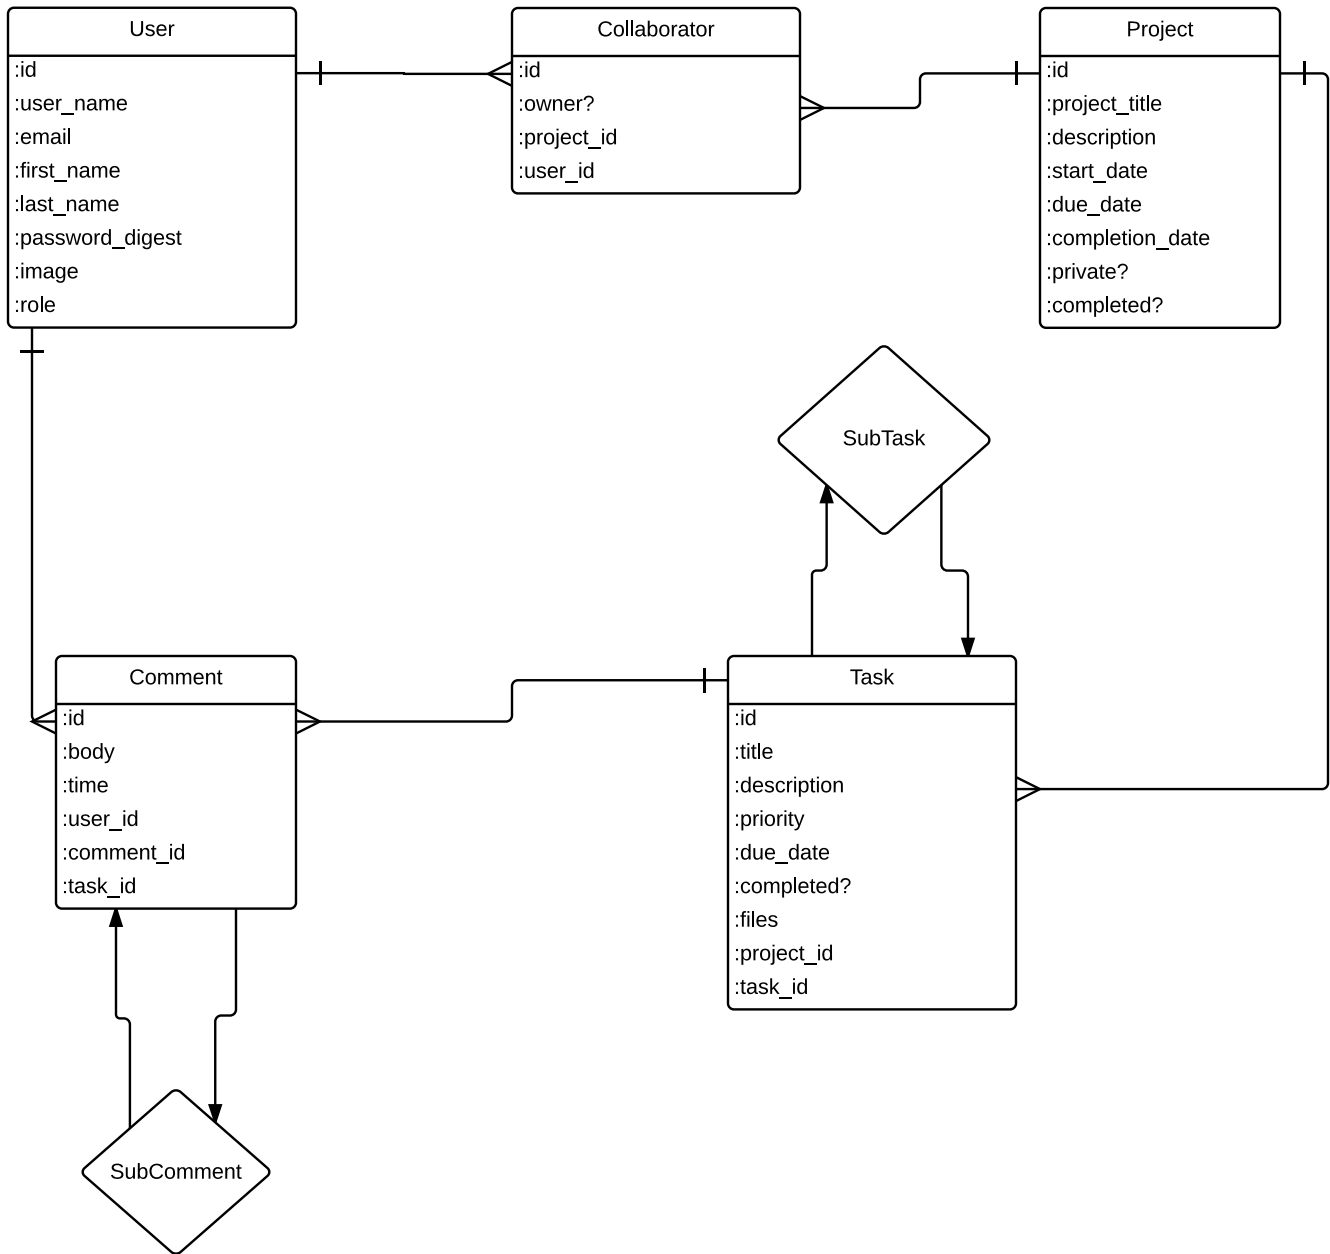 User
:id
:user_name
:email
:first_name
:last_name
:password_digest
:image
:role
Collaborator
:id
:owner?
:project_id
:user_id
Project
:id
:project_title
:description
:start_date
:due_date
:completion_date
:private?
:completed?
SubTask
Comment
:id
:body
:time
:user_id
:comment_id
:task_id
Task
:id
:title
:description
:priority
:due_date
:completed?
:files
:project_id
:task_id
SubComment